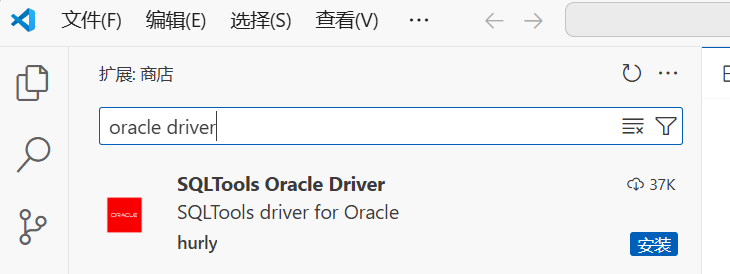 文件(F) 编辑(E) 选择(S) 查看(V) ···
扩展: 商店
oracle driver
SQLTools Oracle Driver 37K
SQLTools driver for Oracle
ORACLE
hurly 安装